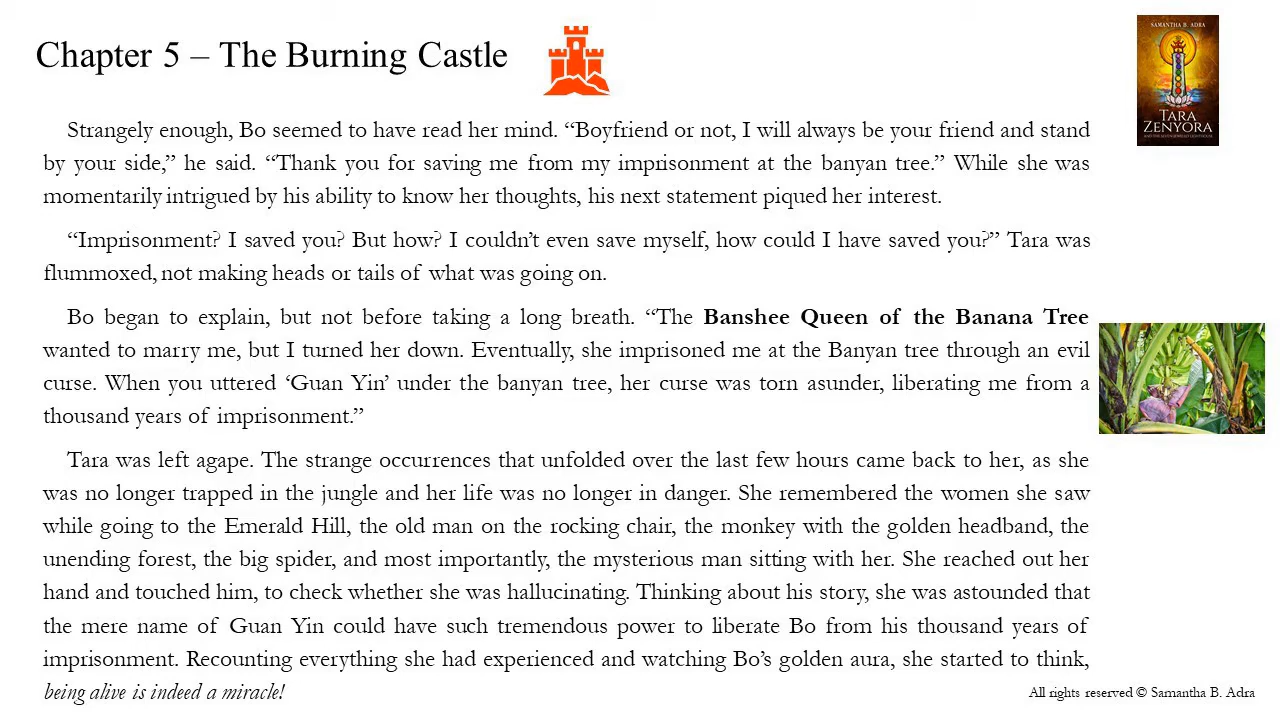 Chapter 5 – The Burning Castle
SAMANTHA B. ADRA
TARA
ZENYORA
Strangely enough, Bo seemed to have read her mind. “Boyfriend or not, I will always be your friend and stand
by your side,” he said. “Thank you for saving me from my imprisonment at the banyan tree.” While she was
momentarily intrigued by his ability to know her thoughts, his next statement piqued her interest.
“Imprisonment? I saved you? But how? I couldn’t even save myself, how could I have saved you?” Tara was
flummoxed, not making heads or tails of what was going on.
Bo began to explain, but not before taking a long breath. “The Banshee Queen of the Banana Tree
wanted to marry me, but I turned her down. Eventually, she imprisoned me at the Banyan tree through an evil
curse. When you uttered ‘Guan Yin’ under the banyan tree, her curse was torn asunder, liberating me from a
thousand years of imprisonment.”
Tara was left agape. The strange occurrences that unfolded over the last few hours came back to her, as she
was no longer trapped in the jungle and her life was no longer in danger. She remembered the women she saw
while going to the Emerald Hill, the old man on the rocking chair, the monkey with the golden headband, the
unending forest, the big spider, and most importantly, the mysterious man sitting with her. She reached out her
hand and touched him, to check whether she was hallucinating. Thinking about his story, she was astounded that
the mere name of Guan Yin could have such tremendous power to liberate Bo from his thousand years of
imprisonment. Recounting everything she had experienced and watching Bo’s golden aura, she started to think,
being alive is indeed a miracle!
All rights reserved © Samantha B. Adra